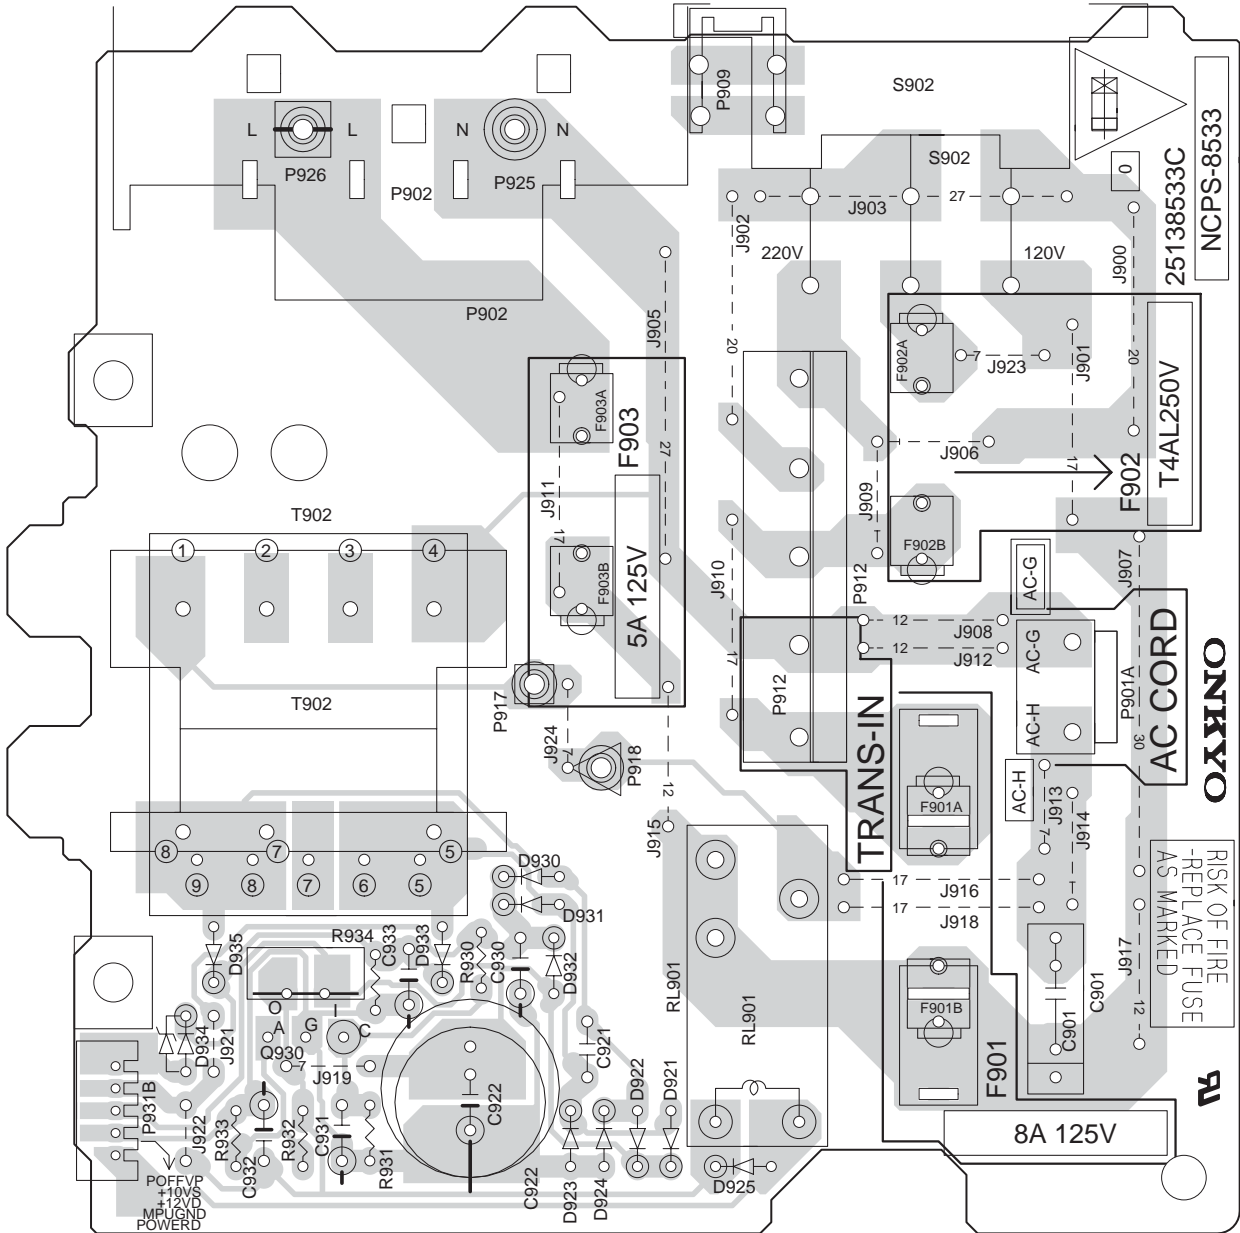 P909
S902
L
L
N
N
P926
P902
P925
S902
0
25138533C
NCPS-8533
J902
J903
27
220V
120V
J900
P902
J905
20
F902A
7
J923
J901
20
F903A
F903
27
J906
17
F902
T4AL250V
J911
17
J909
T902
1
2
3
4
F903B
5A 125V
J910
F902B
P912
AC-G
J907
12
J908
12
J912
AC-G
AC CORD
ONKYO
T902
P917
17
P912
TRANS-IN
AC-H
P901A
J924
7
P918
12
30
F901A
AC-H
J913
7
J914
J915
8
7
5
9
8
7
6
5
D930
D931
17
J916
17
J918
RISK OF FIRE
-REPLACE FUSE
AS MARKED
D935
R934
C933
D933
R930
C930
D932
RL901
RL901
F901B
C901
C901
J917
12
O
I
A
G
C
Q930
7
J919
D934
J921
C921
D922
D921
F901
P931B
J922
R933
C932
R932
C931
R931
C922
C922
D923
D924
D925
8A 125V
POFFVP
+10VS
+12VD
MPUGND
POWERD